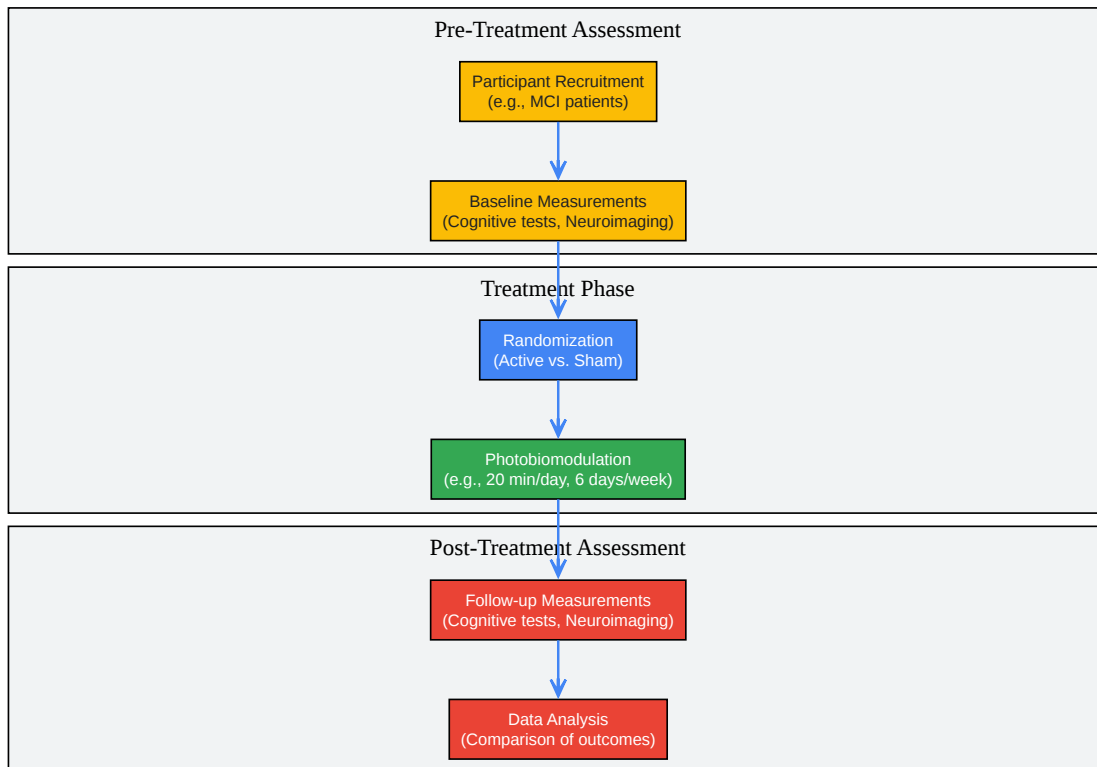 Pre-Treatment Assessment
Participant Recruitment
(e.g., MCI patients)
Baseline Measurements
(Cognitive tests, Neuroimaging)
Treatment Phase
Randomization
(Active vs. Sham)
Photobiomodulation
(e.g., 20 min/day, 6 days/week)
Post-Treatment Assessment
Follow-up Measurements
(Cognitive tests, Neuroimaging)
Data Analysis
(Comparison of outcomes)